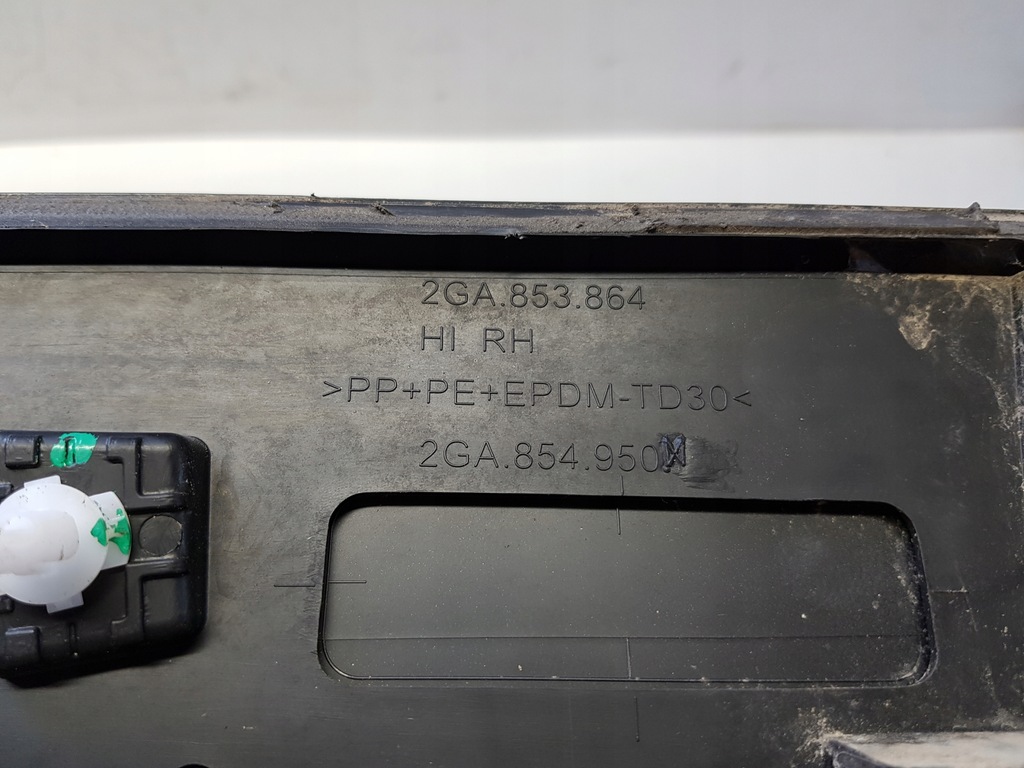 2GA.853.864
HI RH
>PP+PE+EPDM-TD30<
2GA.854.950